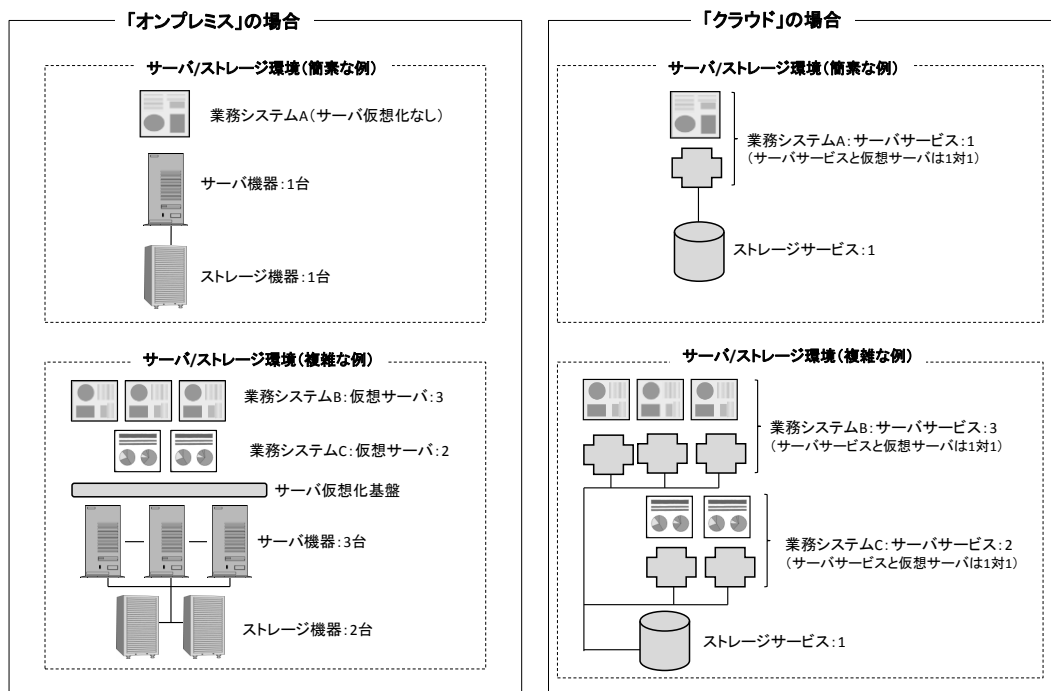 「オンプレミス」の場合
サーバ/ストレージ環境(簡素な例)
業務システムA(サーバ仮想化なし)
サーバ機器:1台
ストレージ機器:1台
サーバ/ストレージ環境(複雑な例)
業務システムB:仮想サーバ:3
業務システムC:仮想サーバ:2
サーバ仮想化基盤
サーバ機器:3台
ストレージ機器:2台
「クラウド」の場合
サーバ/ストレージ環境(簡素な例)
業務システムA:サーバサービス:1
(サーバサービスと仮想サーバは1対1)
ストレージサービス:1
サーバ/ストレージ環境(複雑な例)
業務システムB:サーバサービス:3
(サーバサービスと仮想サーバは1対1)
業務システムC:サーバサービス:2
(サーバサービスと仮想サーバは1対1)
ストレージサービス:1